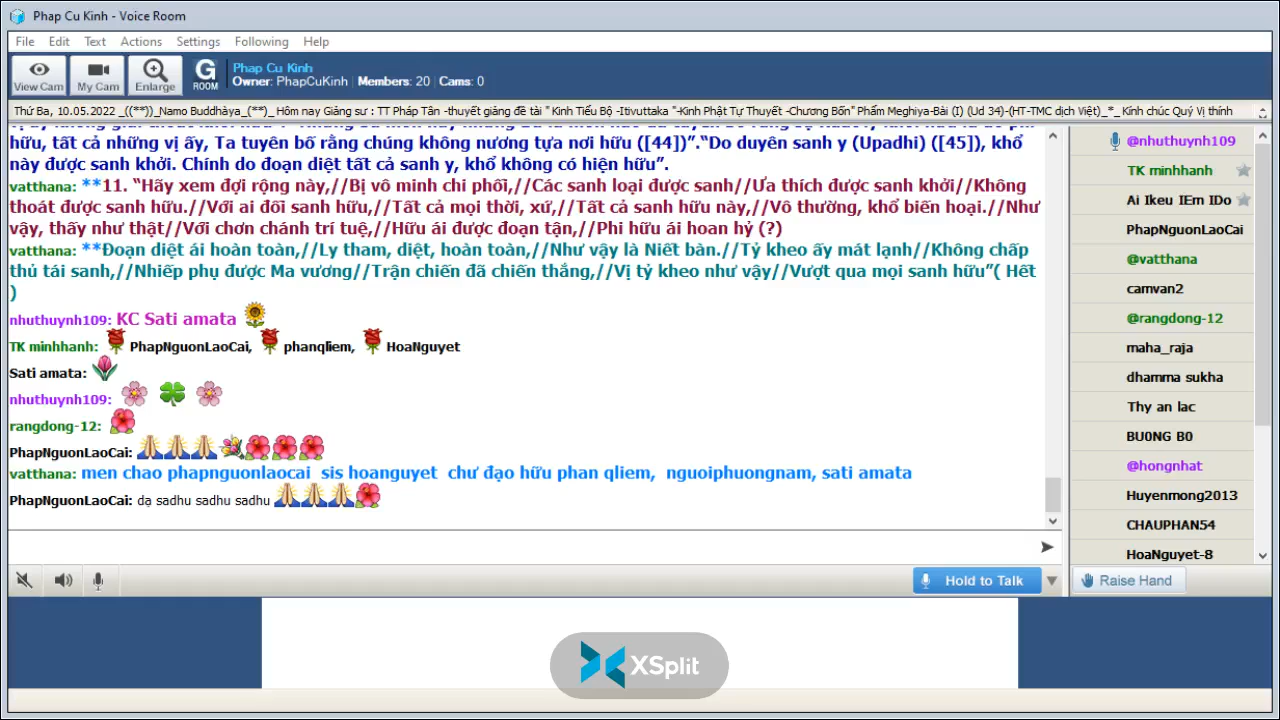 Phap Cu Kinh - Voice Room
File Edit Text Actions Settings Following Help
View Cam My Cam Enlarge G ROOM
Phap Cu Kinh
Owner: PhapCuKinh | Members: 20 | Cams: 0
Thứ Ba, 10.05.2022 _((**))_Namo Buddhàya_(**)_ Hôm nay Giảng sư : TT Pháp Tân -thuyết giảng đề tài " Kinh Tiểu Bộ -Itivuttaka "-Kinh Phật Tự Thuyết -Chương Bốn" Phẩm Meghiya-Bài (I) (Ud 34)-(HT-TMC dịch Việt)_*_ Kính chúc Quý Vị thính
hữu, tất cả những vị ấy, Ta tuyên bố rằng chúng không nương tựa nơi hữu ([44])”.“Do duyên sanh y (Upadhi) ([45]), khổ
này được sanh khởi. Chính do đoạn diệt tất cả sanh y, khổ không có hiện hữu”.
vatthana: **11. “Hãy xem đợi rộng này,//Bị vô minh chi phối,//Các sanh loại được sanh//Ưa thích được sanh khởi//Không
thoát được sanh hữu.//Với ai đối sanh hữu,//Tất cả mọi thời, xứ,//Tất cả sanh hữu này,//Vô thường, khổ biến hoại.//Như
vậy, thấy như thật//Với chơn chánh trí tuệ,//Hữu ái được đoạn tận,//Phi hữu ái hoan hỷ (?)
vatthana: **Đoạn diệt ái hoàn toàn,//Ly tham, diệt, hoàn toàn,//Như vậy là Niết bàn.//Tỷ kheo ấy mát lạnh//Không chấp
thủ tái sanh,//Nhiếp phụ được Ma vương//Trận chiến đã chiến thắng,//Vị tỷ kheo như vậy//Vượt qua mọi sanh hữu”( Hết
)
nhuthuynh109: KC Sati amata
TK minhhanh: PhapNguonLaoCai, phanqliem, HoaNguyet
Sati amata:
nhuthuynh109:
rangdong-12:
PhapNguonLaoCai:
vatthana: men chao phapnguonlaocai sis hoanguyet chư đạo hữu phan qliem, nguoiphuongnam, sati amata
PhapNguonLaoCai: dạ sadhu sadhu sadhu
Hold to Talk
@nhuthuynh109
TK minhhanh
Ai Ikeu IEm IDo
PhapNguonLaoCai
@vatthana
camvan2
@rangdong-12
maha_raja
dhamma sukha
Thy an lac
BU0NG B0
@hongnhat
Huyenmong2013
CHAUPHAN54
HoaNguyet-8
Raise Hand
XSplit